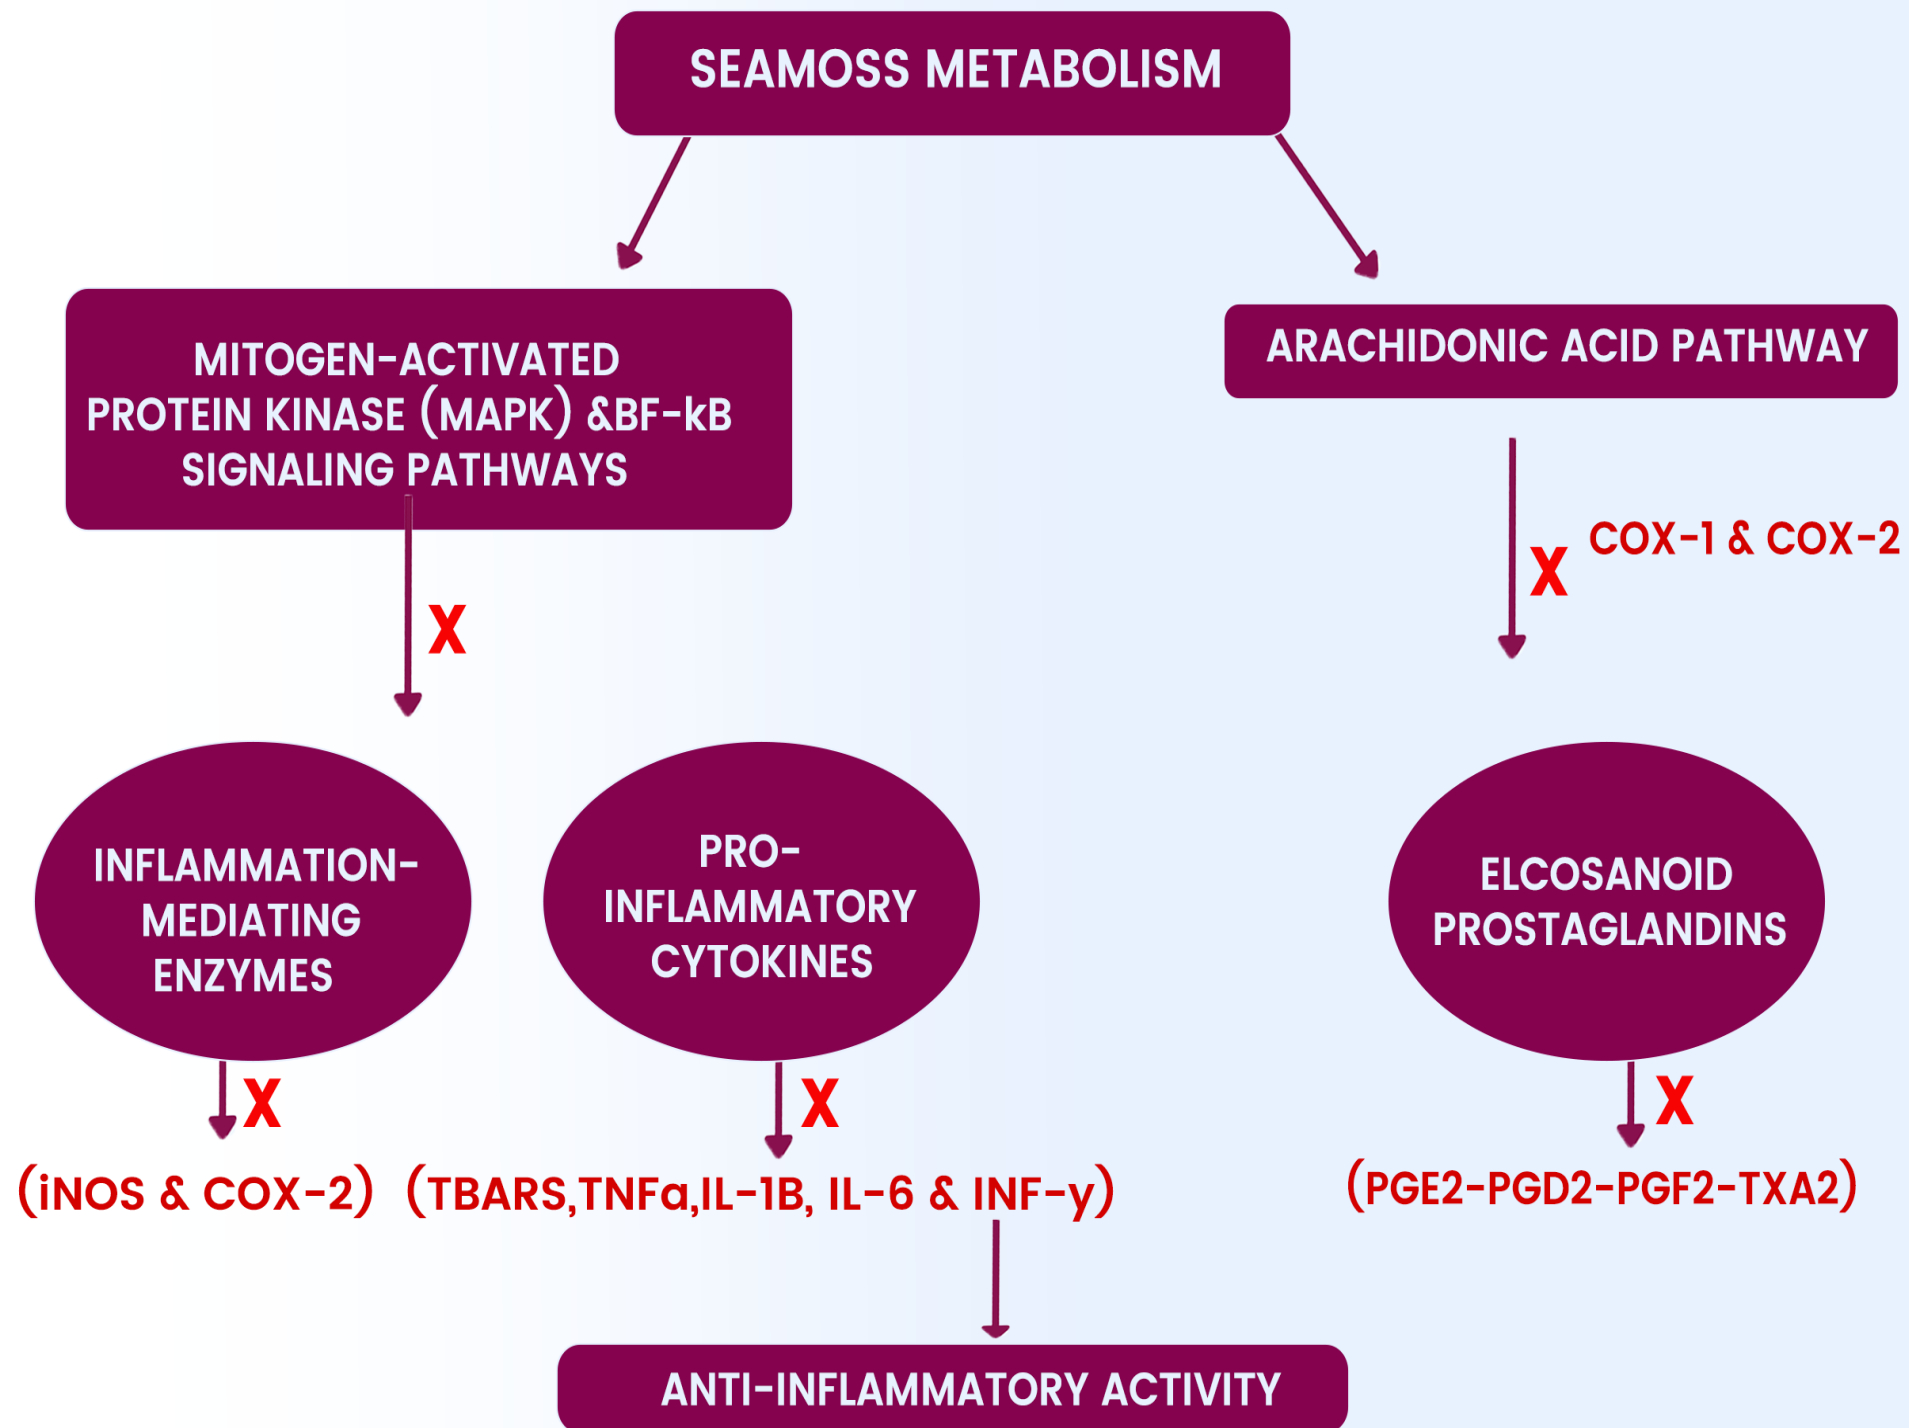 SEAMOSS METABOLISM
MITOGEN-ACTIVATED
PROTEIN KINASE (MAPK) &BF-kB
SIGNALING PATHWAYS
ARACHIDONIC ACID PATHWAY
X
X
COX-1 & COX-2
INFLAMMATION-
MEDIATING
ENZYMES
PRO-
INFLAMMATORY
CYTOKINES
ELCOSANOID
PROSTAGLANDINS
X
X
X
(iNOS & COX-2)
(TBARS,TNFa,IL-1B, IL-6 & INF-y)
(PGE2-PGD2-PGF2-TXA2)
ANTI-INFLAMMATORY ACTIVITY